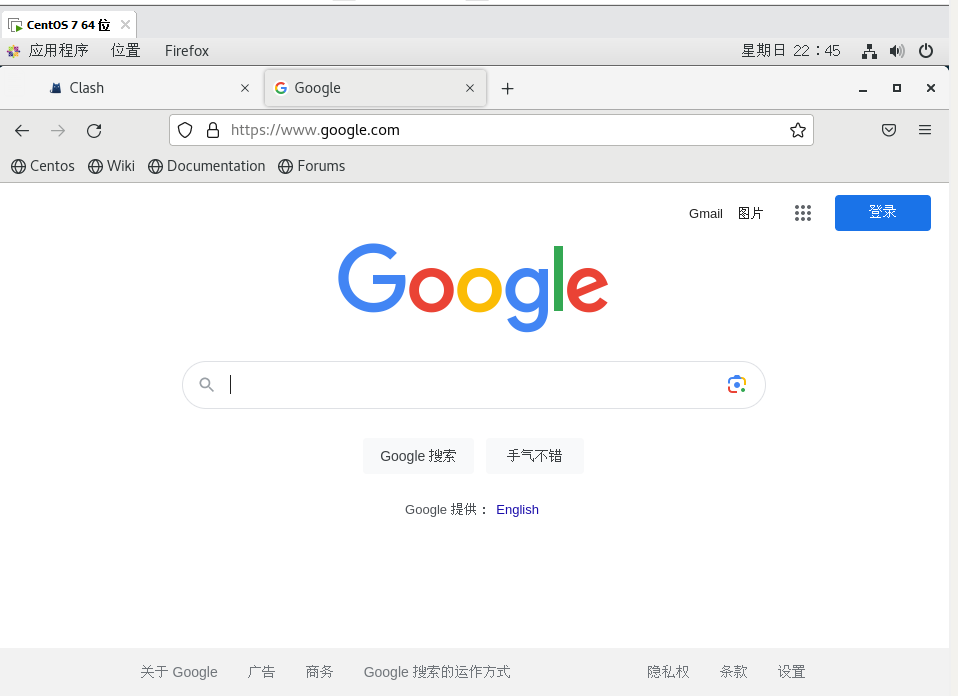 CentOS 7 64 位
应用程序 位置 Firefox 星期日 22：45
Clash Google
https://www.google.com
Centos Wiki Documentation Forums
Gmail 图片 登录
Google
Google 搜索 手气不错
Google 提供： English
关于 Google 广告 商务 Google 搜索的运作方式 隐私权 条款 设置